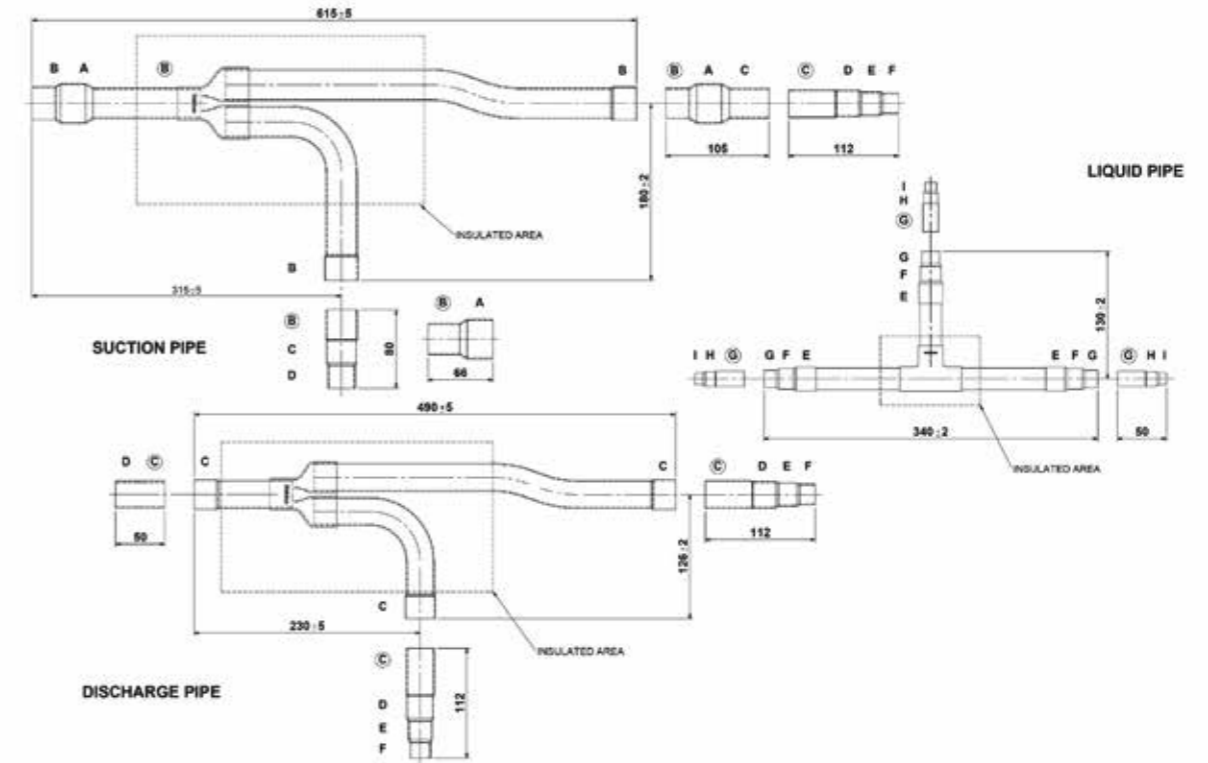 615±5
B A Ⓑ B Ⓑ A C Ⓒ D E F
105 112
180±2
LIQUID PIPE
INSULATED AREA
B
315±5
SUCTION PIPE
Ⓑ
C
D
80
Ⓑ A
66
I
H
Ⓖ
G
F
E
130±2
I H Ⓖ G F E E F G Ⓖ H I
340±2 50
INSULATED AREA
490±5
D Ⓒ C C Ⓒ D E F
50 112
126±2
C
230±5
INSULATED AREA
DISCHARGE PIPE
Ⓒ
D
E
F
112